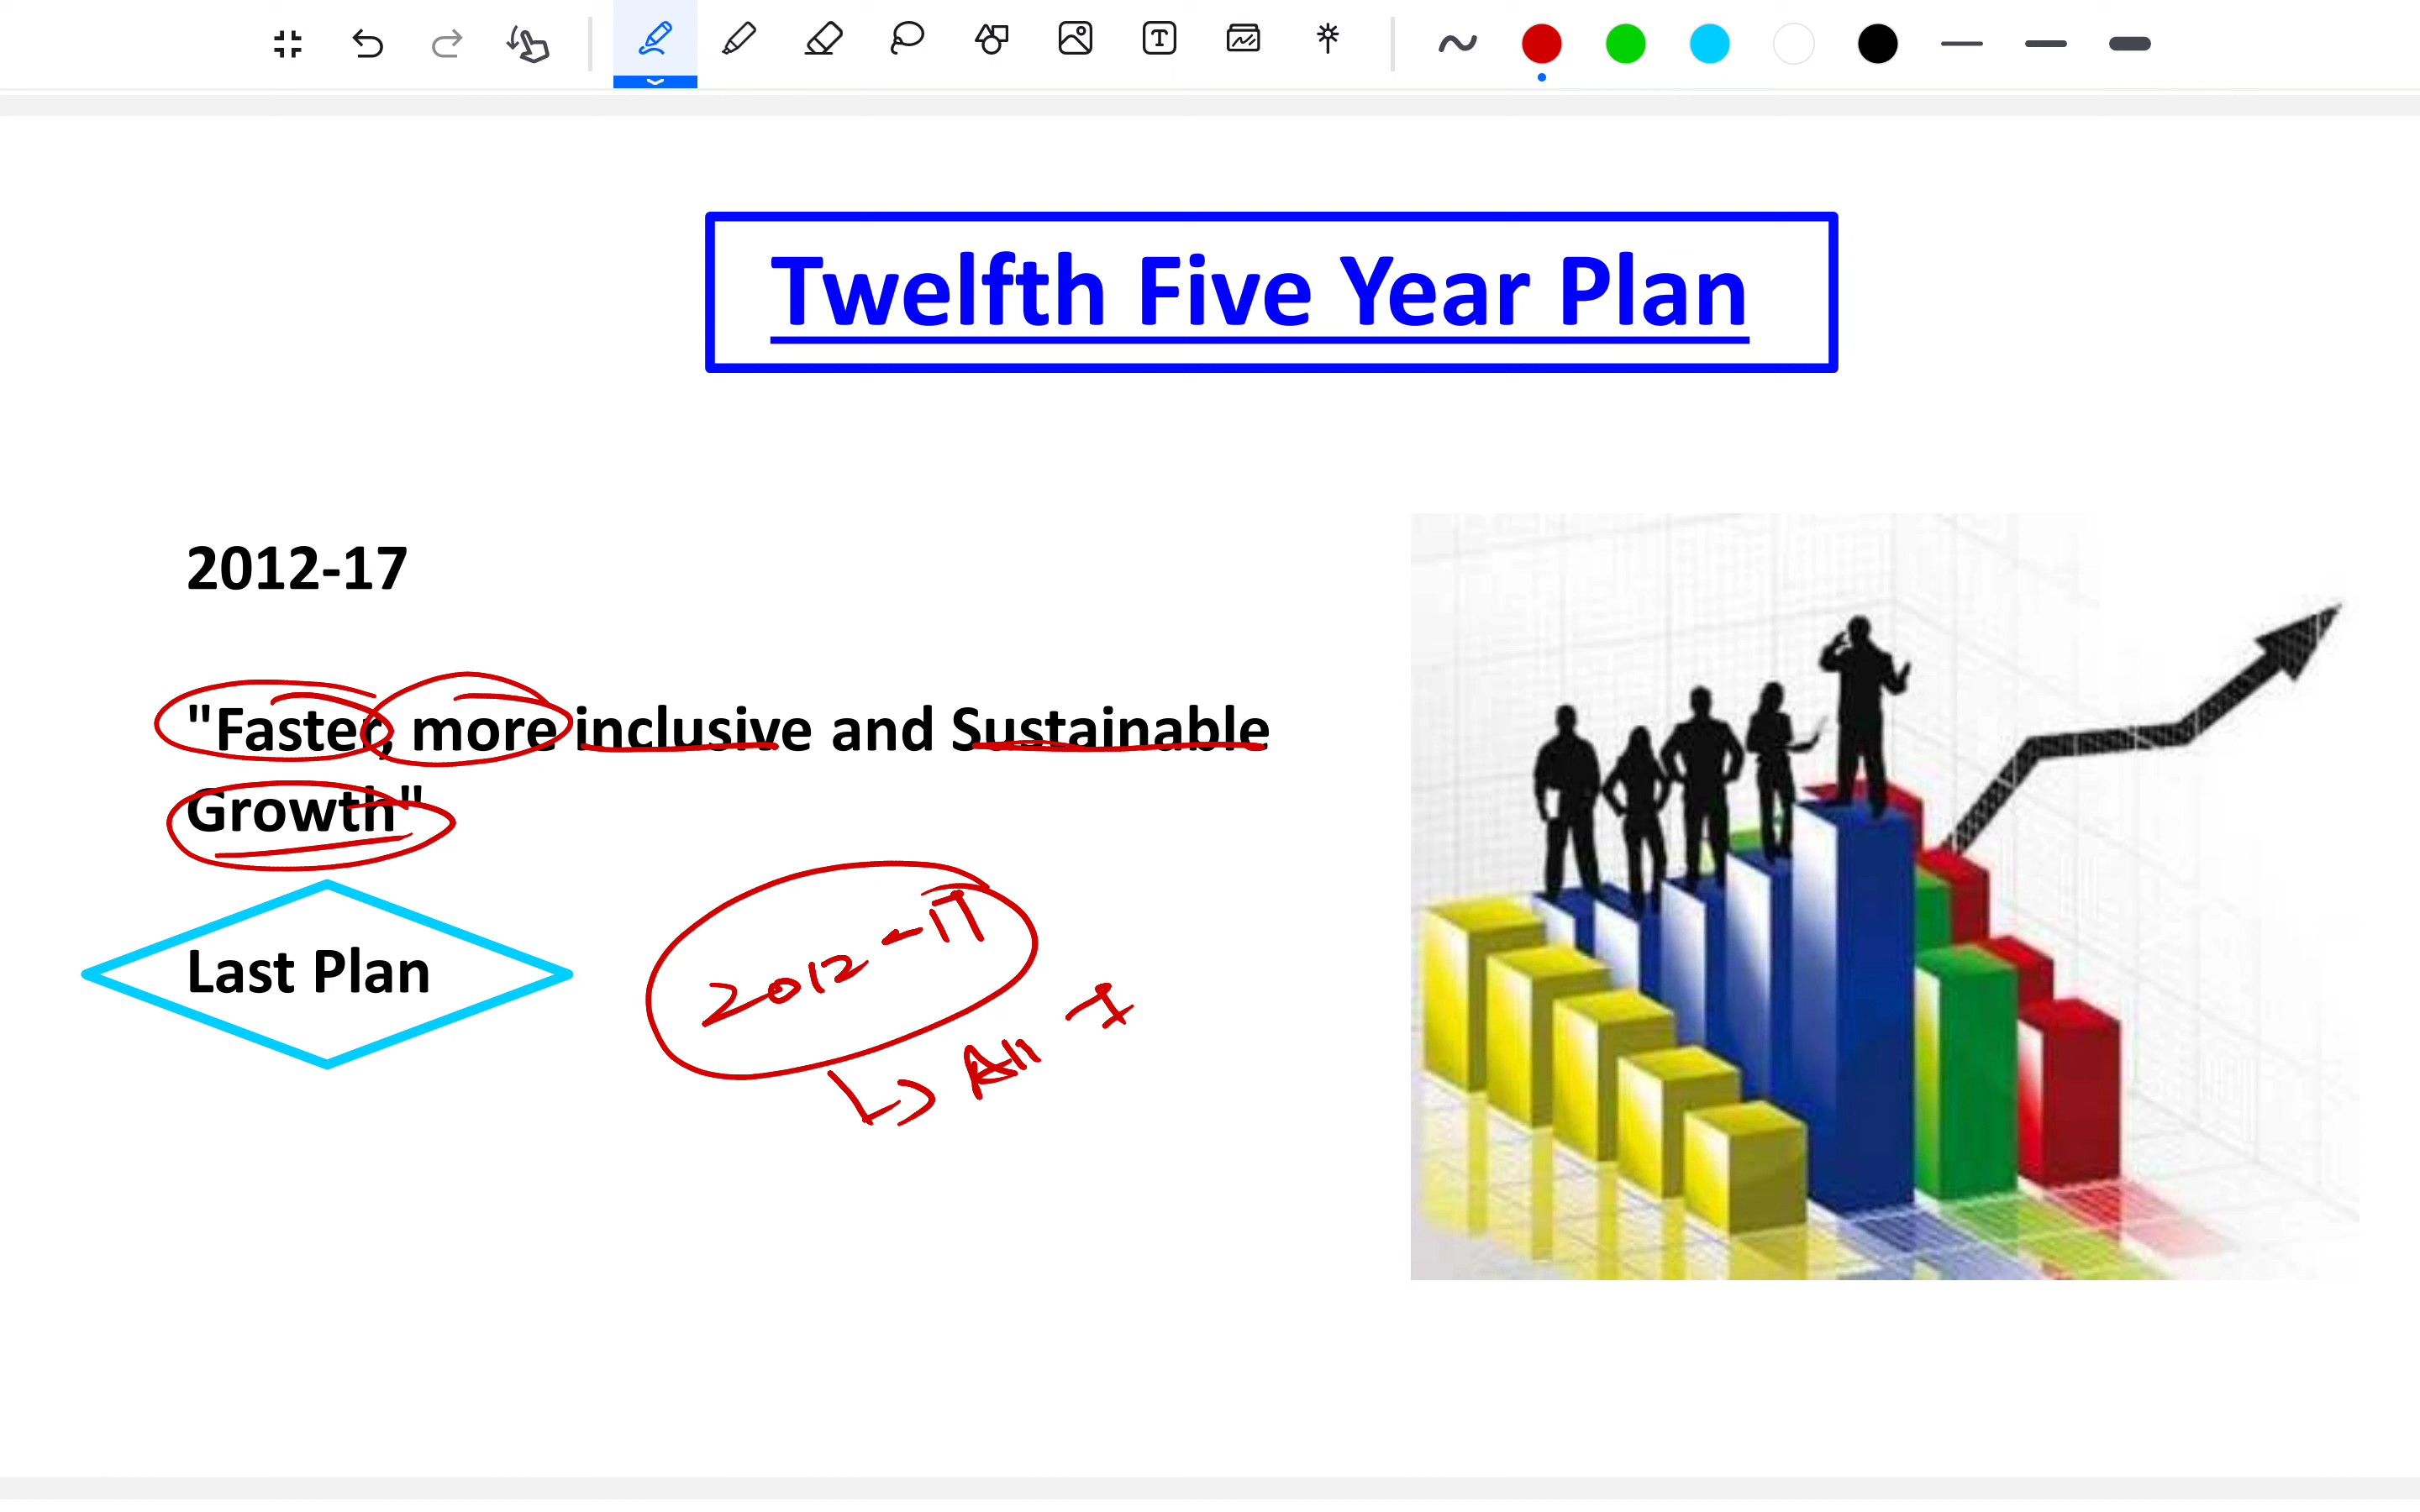 Twelfth Five Year Plan
2012-17
"Faster, more inclusive and Sustainable
Growth"
Last Plan
2012-17
All